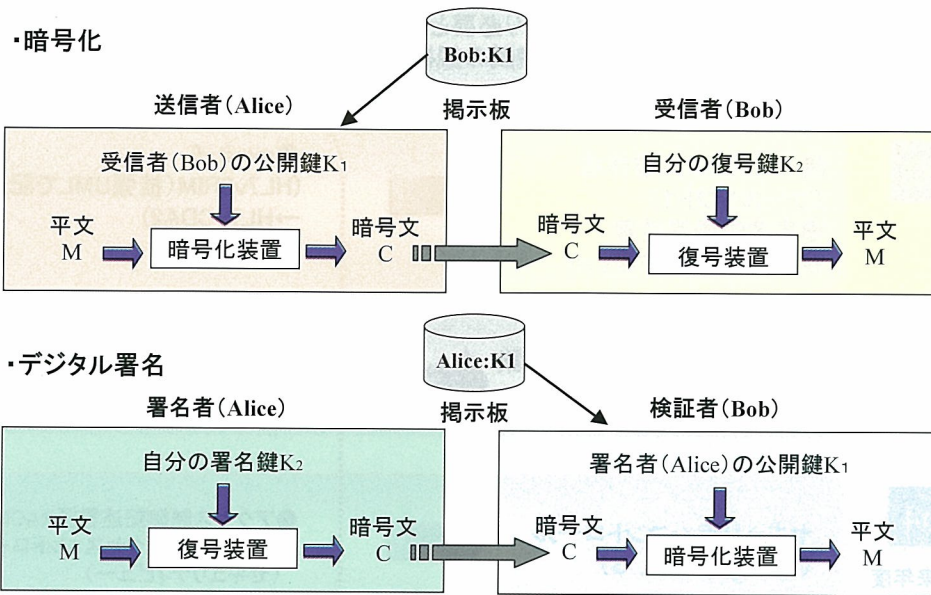 ・暗号化
Bob:K1
掲示板
送信者(Alice)
受信者(Bob)の公開鍵K1
平文
M
暗号化装置
暗号文
C
受信者(Bob)
自分の復号鍵K2
暗号文
C
復号装置
平文
M
・デジタル署名
Alice:K1
掲示板
署名者(Alice)
自分の署名鍵K2
平文
M
復号装置
暗号文
C
検証者(Bob)
署名者(Alice)の公開鍵K1
暗号文
C
暗号化装置
平文
M